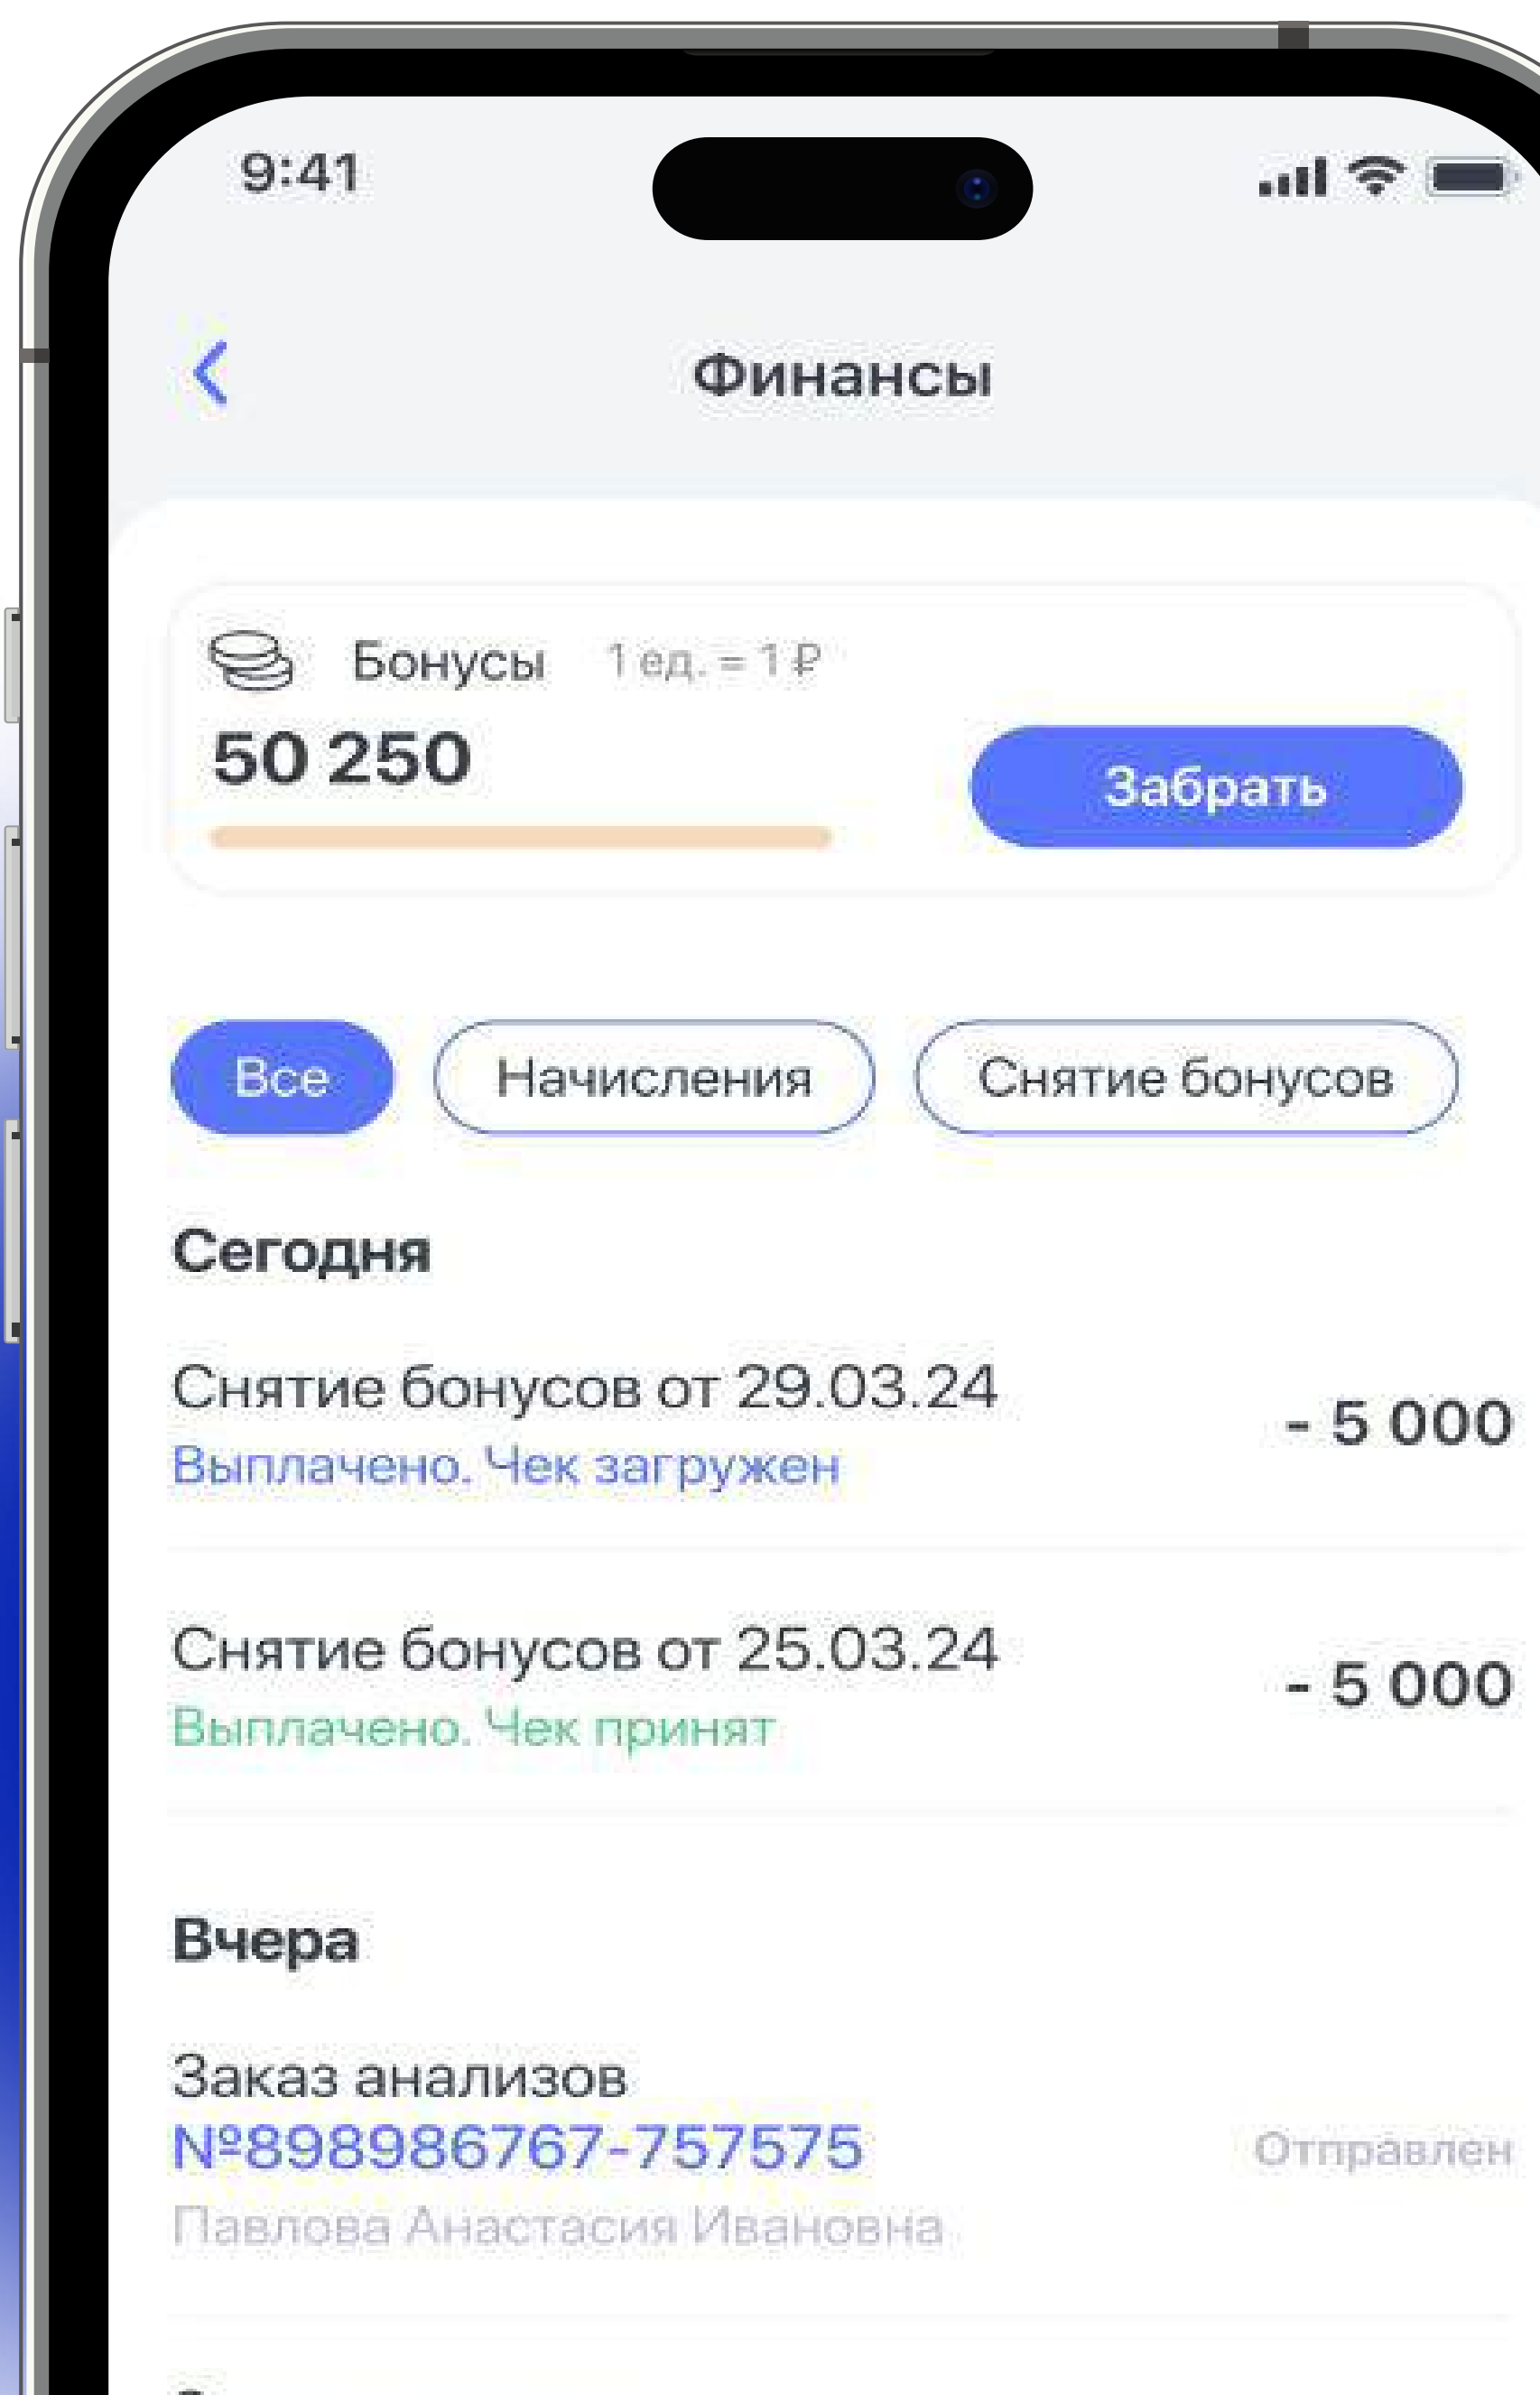 9:41
Финансы
Бонусы 1 ед. = 1 ₽
50 250
Забрать
Все Начисления Снятие бонусов
Сегодня
Снятие бонусов от 29.03.24
- 5 000
Выплачено. Чек загружен
Снятие бонусов от 25.03.24
- 5 000
Выплачено. Чек принят
Вчера
Заказ анализов
№898986767-757575
Отправлен
Павлова Анастасия Ивановна